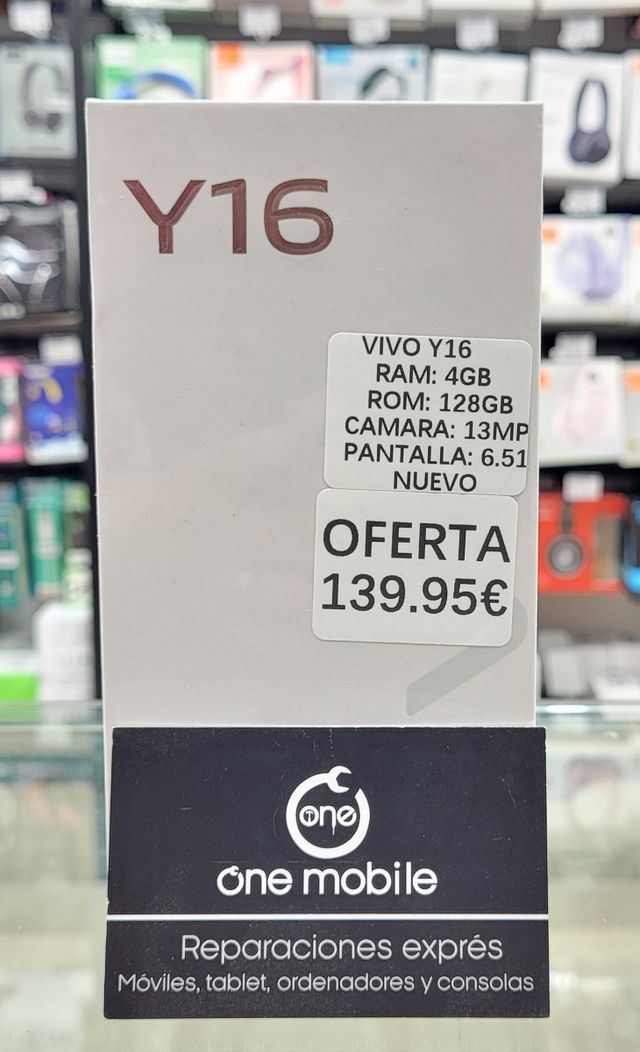 Y16
VIVO Y16
RAM: 4GB
ROM: 128GB
CAMARA: 13MP
PANTALLA: 6.51
NUEVO
OFERTA
139.95€
one
One mobile
Reparaciones exprés
Móviles, tablet, ordenadores y consolas